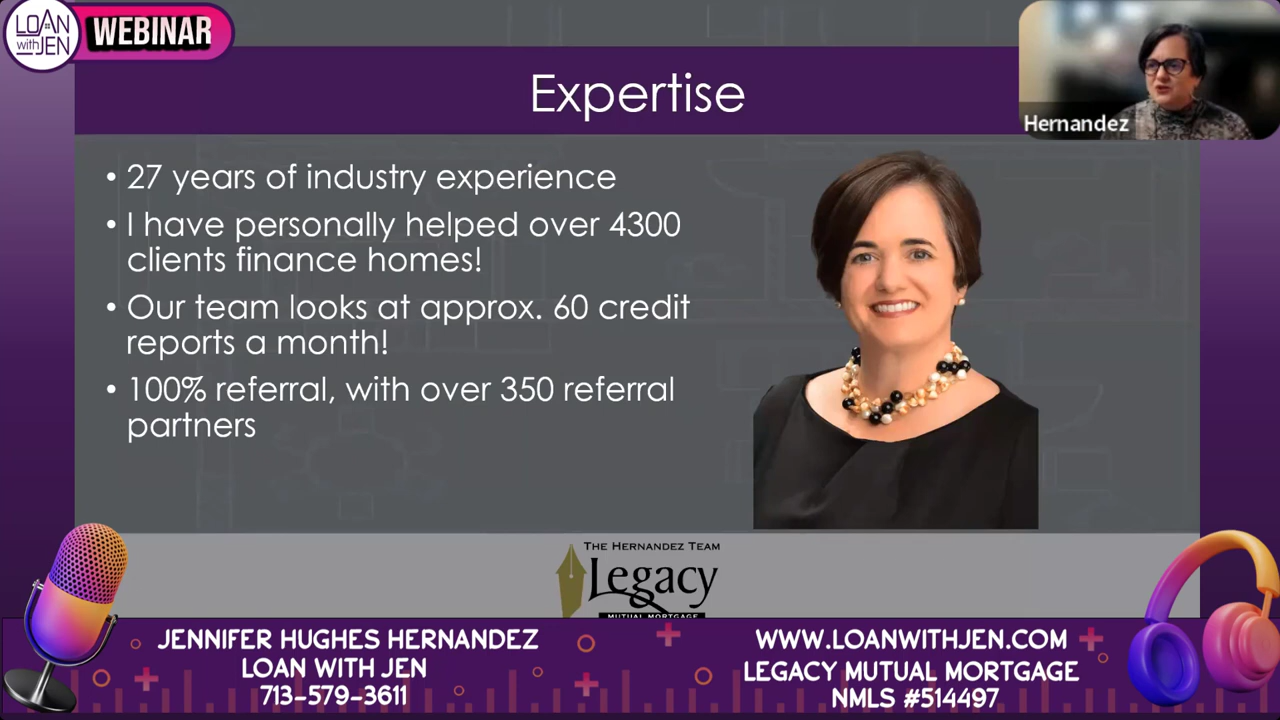 LOAN
with JEN
WEBINAR
Expertise
Hernandez
• 27 years of industry experience
• I have personally helped over 4300
clients finance homes!
• Our team looks at approx. 60 credit
reports a month!
• 100% referral, with over 350 referral
partners
THE HERNANDEZ TEAM
Legacy
MUTUAL MORTGAGE
JENNIFER HUGHES HERNANDEZ
LOAN WITH JEN
713-579-3611
WWW.LOANWITHJEN.COM
LEGACY MUTUAL MORTGAGE
NMLS #514497